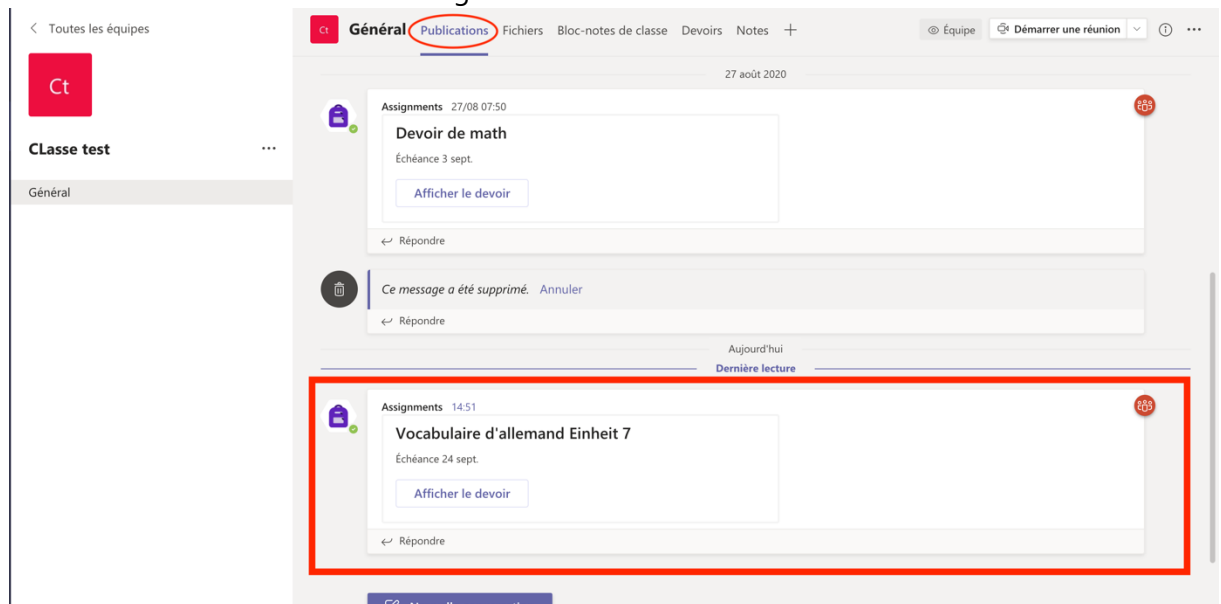 Toutes les équipes
Ct
CLasse test
Général
Ct Général Publications Fichiers Bloc-notes de classe Devoirs Notes + Équipe Démarrer une réunion
27 août 2020
Assignments 27/08 07:50
Devoir de math
Échéance 3 sept.
Afficher le devoir
Répondre
Ce message a été supprimé. Annuler
Répondre
Aujourd'hui
Dernière lecture
Assignments 14:51
Vocabulaire d'allemand Einheit 7
Échéance 24 sept.
Afficher le devoir
Répondre